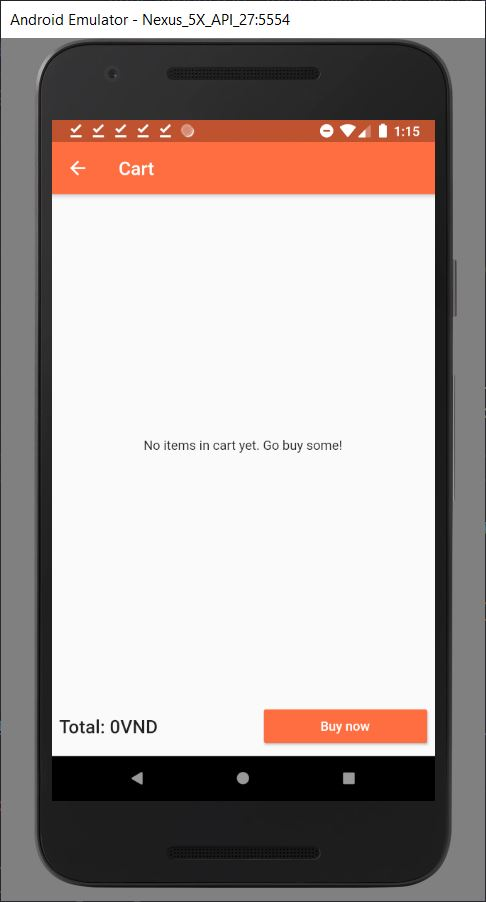 Android Emulator - Nexus_5X_API_27:5554
1:15
Cart
No items in cart yet. Go buy some!
Total: 0VND
Buy now